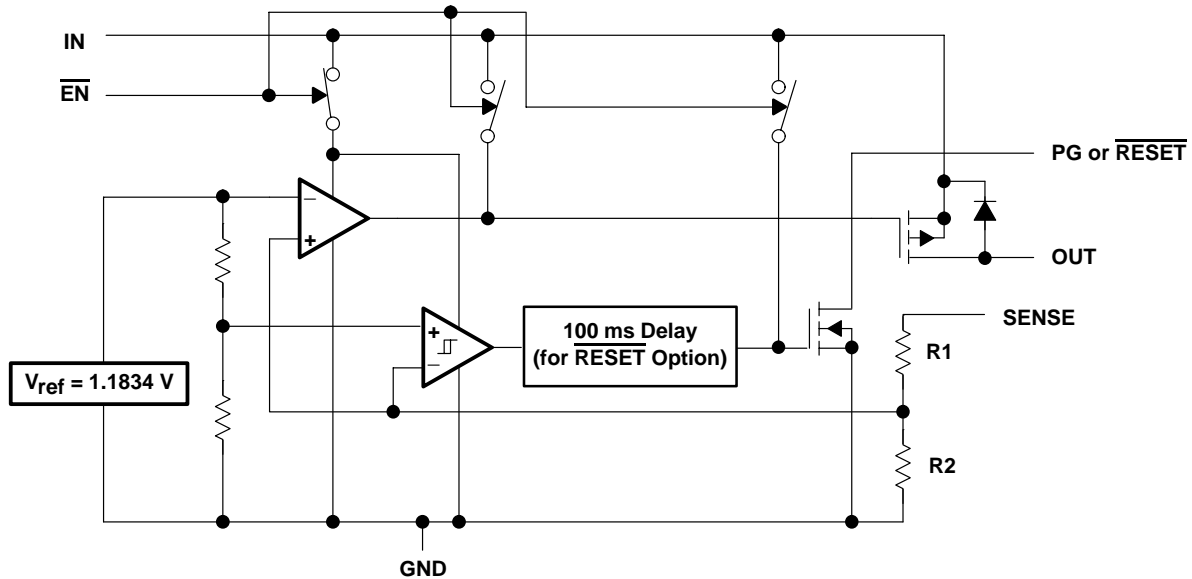 IN
EN
PG or RESET
−
+
OUT
SENSE
+
−
100 ms Delay
(for RESET Option)
R1
Vref = 1.1834 V
R2
GND